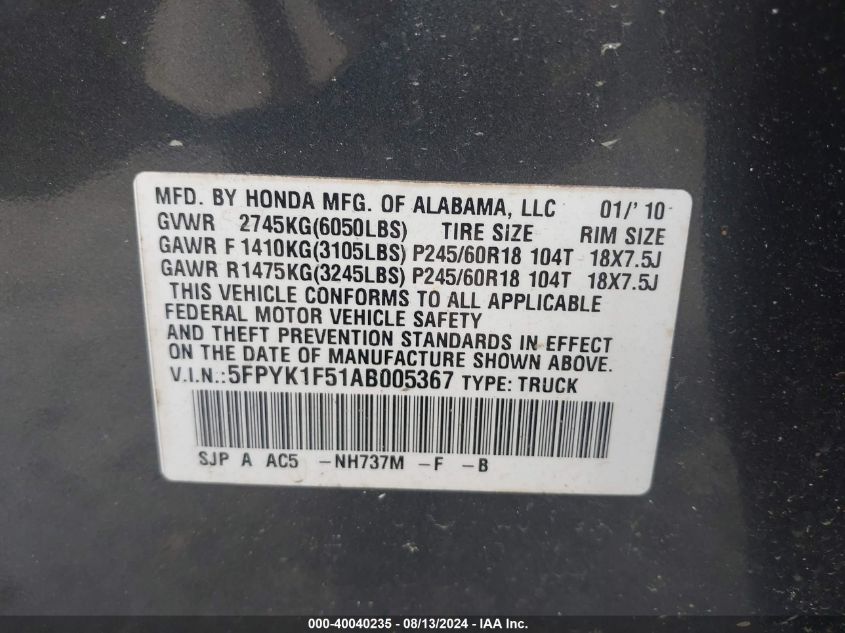 MFD. BY HONDA MFG. OF ALABAMA, LLC 01/' 10
GVWR 2745KG(6050LBS) TIRE SIZE RIM SIZE
GAWR F 1410KG(3105LBS) P245/60R18 104T 18X7.5J
GAWR R1475KG(3245LBS) P245/60R18 104T 18X7.5J
THIS VEHICLE CONFORMS TO ALL APPLICABLE
FEDERAL MOTOR VEHICLE SAFETY
AND THEFT PREVENTION STANDARDS IN EFFECT
ON THE DATE OF MANUFACTURE SHOWN ABOVE.
V.I.N.:5FPYK1F51AB005367 TYPE: TRUCK
SJP A AC5 -NH737M -F -B
000-40040235 - 08/13/2024 - IAA Inc.